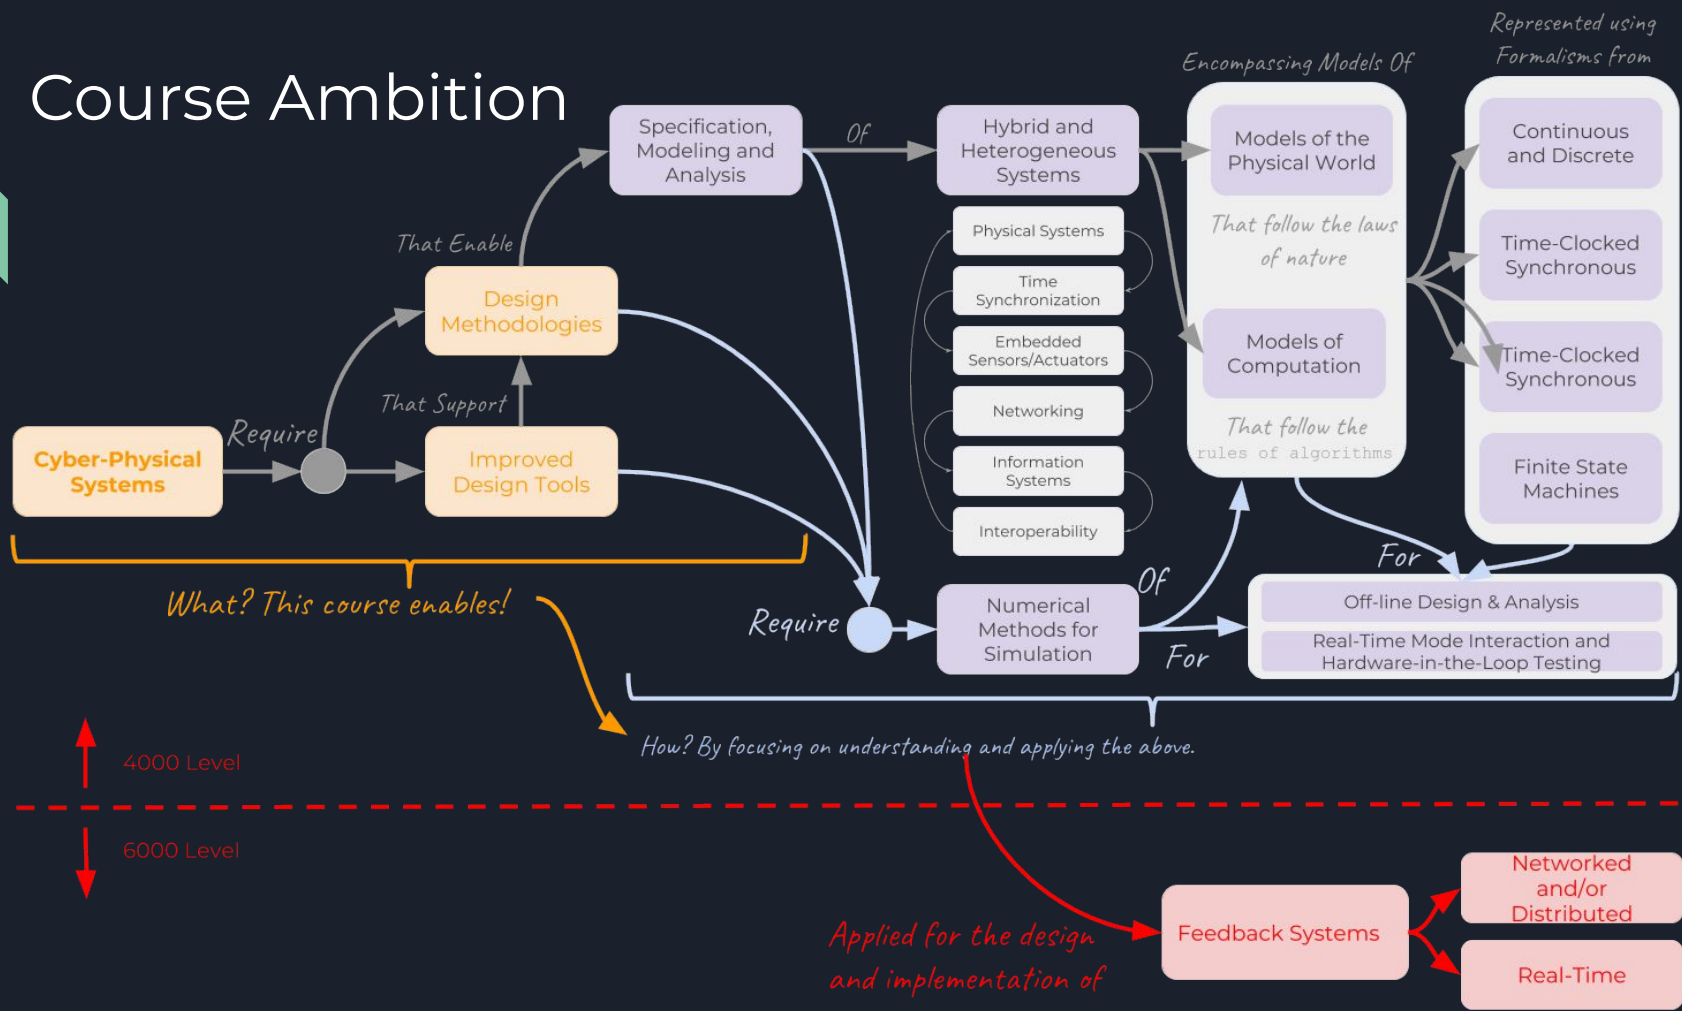 Course Ambition
Represented using
Formalisms from
Encompassing Models Of
Specification,
Modeling and
Analysis
Of
Hybrid and
Heterogeneous
Systems
Models of the
Physical World
That follow the laws
of nature
Models of
Computation
That follow the
rules of algorithms
Continuous
and Discrete
Time-Clocked
Synchronous
Time-Clocked
Synchronous
Finite State
Machines
Physical Systems
Time
Synchronization
Embedded
Sensors/Actuators
Networking
Information
Systems
Interoperability
That Enable
Design
Methodologies
That Support
Require
Cyber-Physical
Systems
Improved
Design Tools
What? This course enables!
Require
Numerical
Methods for
Simulation
Of
For
For
Off-line Design & Analysis
Real-Time Mode Interaction and
Hardware-in-the-Loop Testing
How? By focusing on understanding and applying the above.
4000 Level
6000 Level
Applied for the design
and implementation of
Feedback Systems
Networked
and/or
Distributed
Real-Time